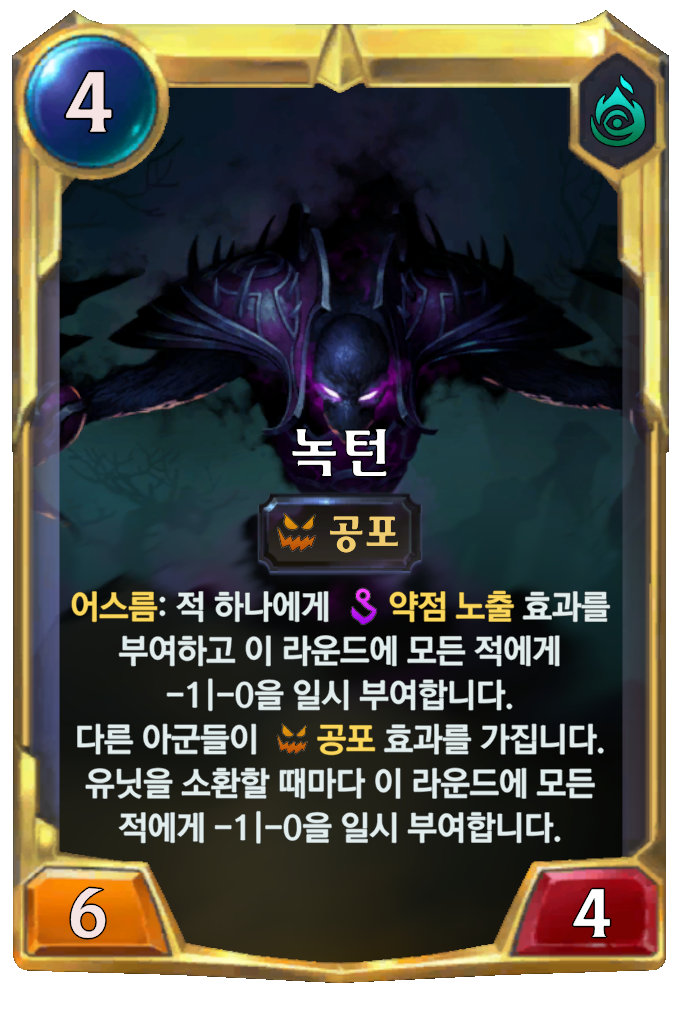 4
녹턴
공포
어스름: 적 하나에게 약점 노출 효과를
부여하고 이 라운드에 모든 적에게
-1|-0을 일시 부여합니다.
다른 아군들이 공포 효과를 가집니다.
유닛을 소환할 때마다 이 라운드에 모든
적에게 -1|-0을 일시 부여합니다.
6
4